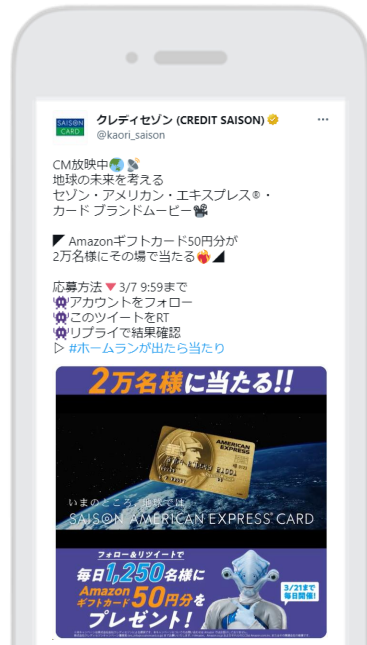 SAISON
CARD
クレディセゾン (CREDIT SAISON)
@kaori_saison
CM放映中🌏📡
地球の未来を考える
セゾン・アメリカン・エキスプレス®・
カード ブランドムービー📽
◤ Amazonギフトカード50円分が
2万名様にその場で当たる❤️‍🔥◢
応募方法▼3/7 9:59まで
👾アカウントをフォロー
👾このツイートをRT
👾リプライで結果確認
▷ #ホームランが出たら当たり
2万名様に当たる!!
AMERICAN
EXPRESS
いまのところ、地球では
SAISON AMERICAN EXPRESS® CARD
フォロー&リツイートで
毎日1,250名様に
Amazon
ギフトカード50円分を
プレゼント!
3/21まで
毎日開催!